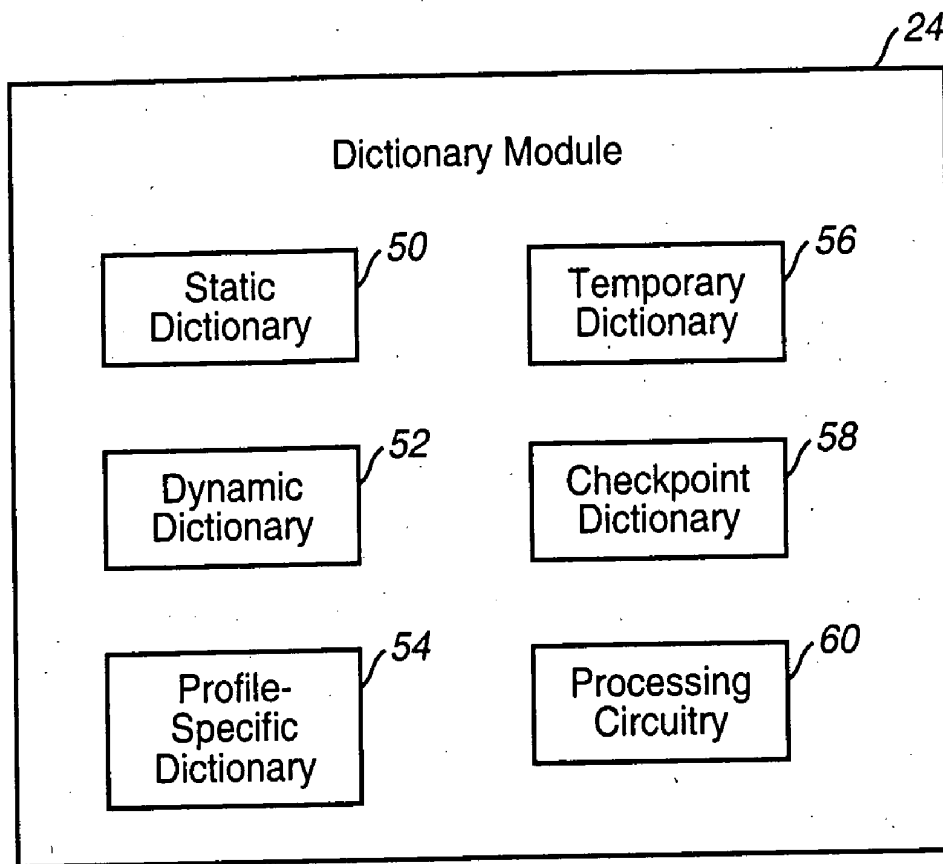 24
Dictionary Module
50
Static
Dictionary
56
Temporary
Dictionary
52
Dynamic
Dictionary
58
Checkpoint
Dictionary
54
Profile-
Specific
Dictionary
60
Processing
Circuitry